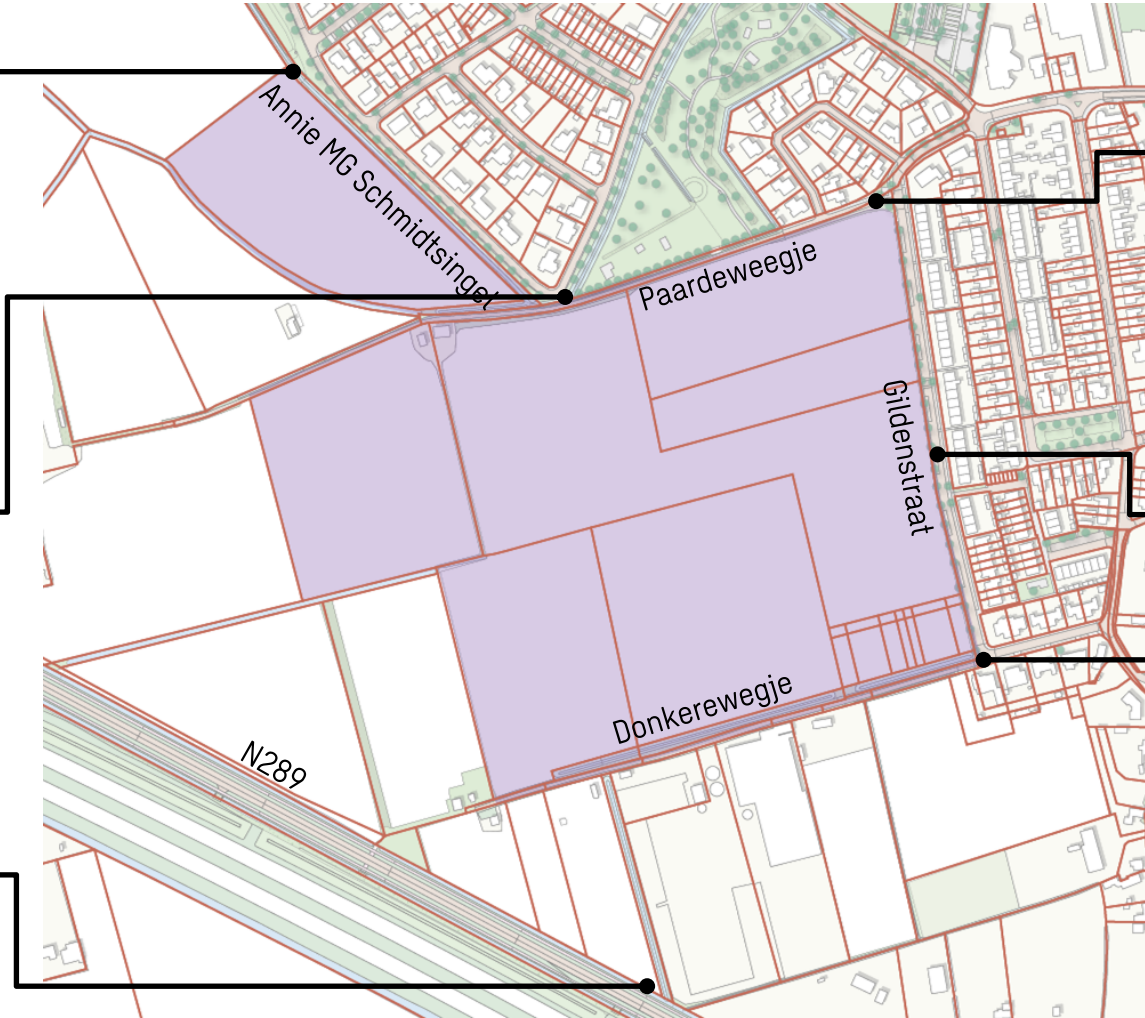 Annie MG Schmidtsingel
Paardeweegje
Gildenstraat
Donkerewegje
N289